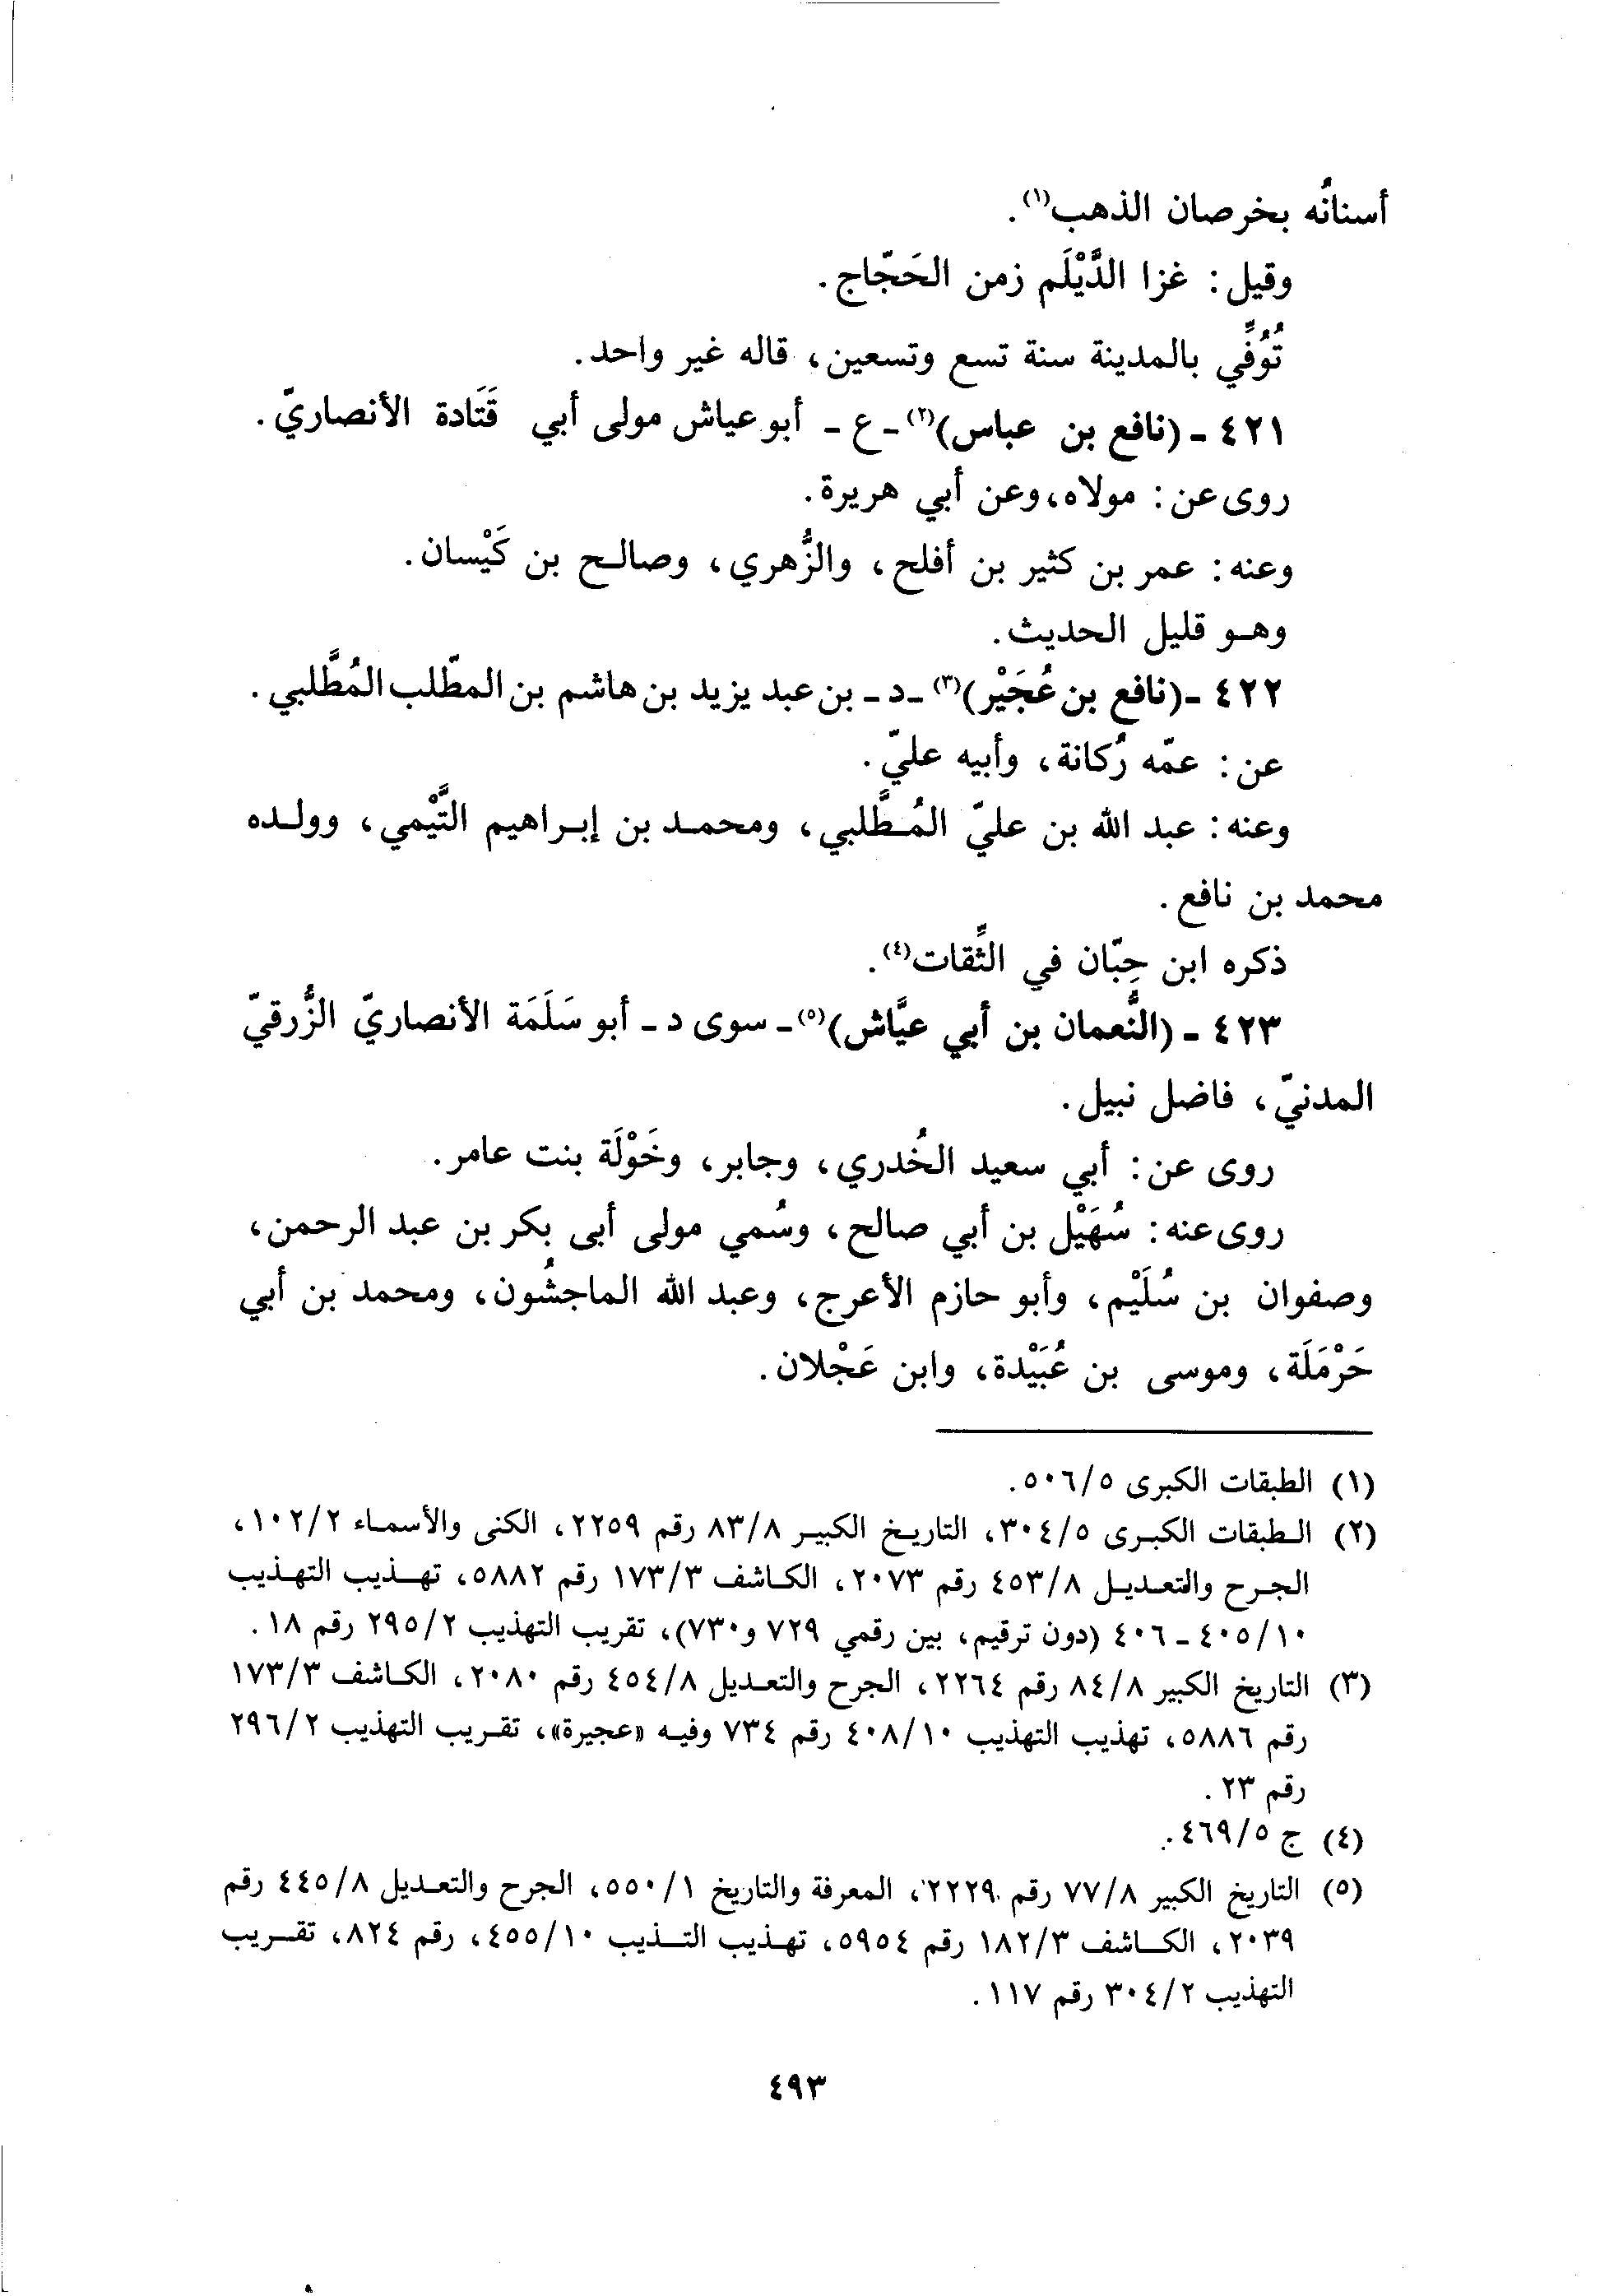 أسنانُه بخرصان الذهب(١).
وقيل: غزا الدَّيْلَم زمن الحَجّاج.
تُوُفِّي بالمدينة سنة تسع وتسعين، قاله غير واحد.
٤٢١ - (نافع بن عباس)(٢) - ع - أبو عياش مولى أبي قَتَادة الأنصاريّ.
روى عن: مولاه، وعن أبي هريرة.
وعنه: عمر بن كثير بن أفلح، والزُّهري، وصالح بن كَيْسان.
وهو قليل الحديث.
٤٢٢ - (نافع بن عُجَيْر)(٣) - د - بن عبد يزيد بن هاشم بن المطّلب المُطَّلبي.
عن: عمّه رُكانة، وأبيه عليّ.
وعنه: عبد الله بن عليّ المُطَّلبي، ومحمد بن إبراهيم التَّيْمي، وولده
محمد بن نافع.
ذكره ابن حِبّان في الثِّقات(٤).
٤٢٣ - (النُّعمان بن أبي عيَّاش)(٥) - سوى د - أبو سَلَمَة الأنصاريّ الزُّرقيّ
المدنيّ، فاضل نبيل.
روى عن: أبي سعيد الخُدري، وجابر، وخَوْلَة بنت عامر.
روى عنه: سُهَيْل بن أبي صالح، وسُمي مولى أبى بكر بن عبد الرحمن،
وصفوان بن سُلَيْم، وأبو حازم الأعرج، وعبد الله الماجشُون، ومحمد بن أبي
حَرْمَلَة، وموسى بن عُبَيْدة، وابن عَجْلان.
(١) الطبقات الكبرى ٥٠٦/٥.
(٢) الطبقات الكبرى ٣٠٤/٥، التاريخ الكبير ٨٣/٨ رقم ٢٢٥٩، الكنى والأسماء ١٠٢/٢،
الجرح والتعديل ٤٥٣/٨ رقم ٢٠٧٣، الكاشف ١٧٣/٣ رقم ٥٨٨٢، تهذيب التهذيب
٤٠٥/١٠ - ٤٠٦ (دون ترقيم، بين رقمي ٧٢٩ و٧٣٠)، تقريب التهذيب ٢٩٥/٢ رقم ١٨.
(٣) التاريخ الكبير ٨٤/٨ رقم ٢٢٦٤، الجرح والتعديل ٤٥٤/٨ رقم ٢٠٨٠، الكاشف ١٧٣/٣
رقم ٥٨٨٦، تهذيب التهذيب ٤٠٨/١٠ رقم ٧٣٤ وفيه «عجيرة»، تقريب التهذيب ٢٩٦/٢
رقم ٢٣.
(٤) ج ٤٦٩/٥.
(٥) التاريخ الكبير ٧٧/٨ رقم ٢٢٢٩، المعرفة والتاريخ ٥٥٠/١، الجرح والتعديل ٤٤٥/٨ رقم
٢٠٣٩، الكاشف ١٨٢/٣ رقم ٥٩٥٤، تهذيب التذيب ٤٥٥/١٠، رقم ٨٢٤، تقريب
التهذيب ٣٠٤/٢ رقم ١١٧.
٤٩٣